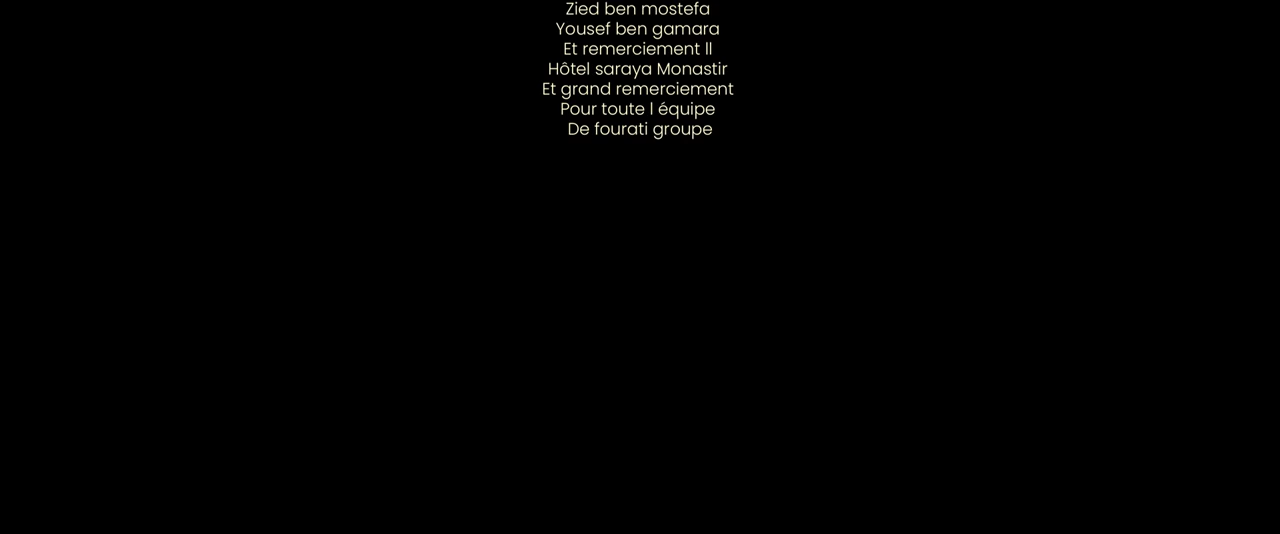 Zied ben mostefa
Yousef ben gamara
Et remerciement ll
Hôtel saraya Monastir
Et grand remerciement
Pour toute l équipe
De fourati groupe